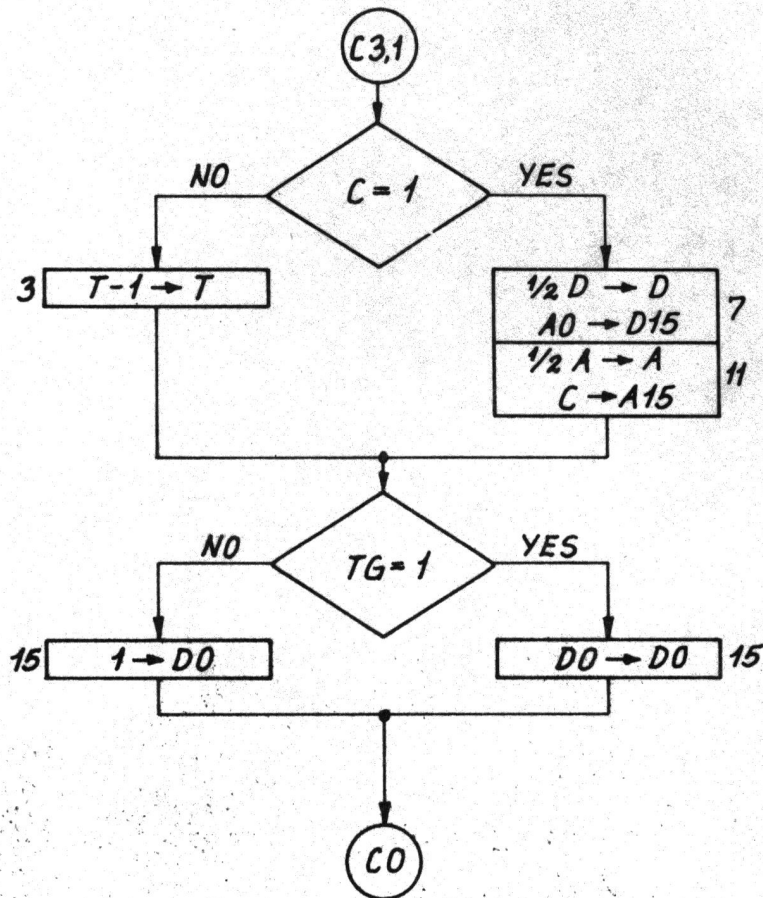 C3,1
NO
YES
C = 1
3
T-1 → T
1/2 D → D
A0 → D15
7
1/2 A → A
C → A15
11
NO
YES
TG = 1
15
1 → D0
D0 → D0
15
C0